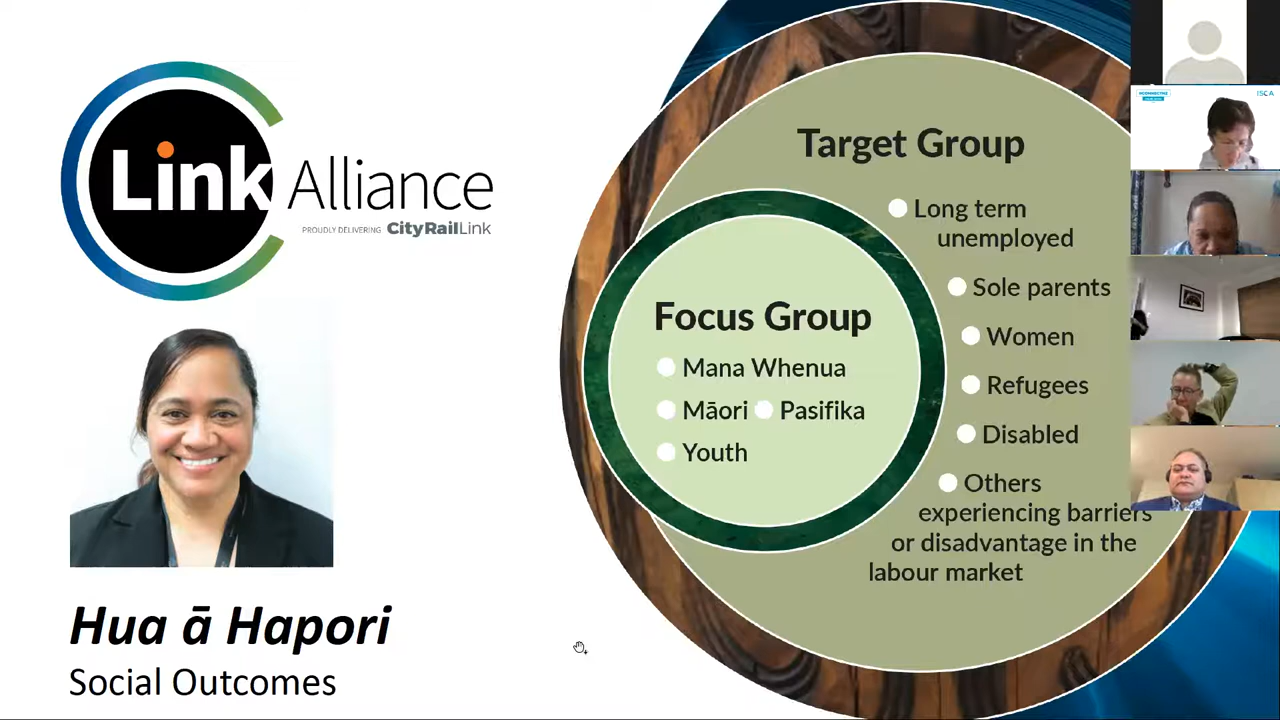 Link Alliance
PROUDLY DELIVERING CityRailLink
Hua ā Hapori
Social Outcomes
Target Group
Long term
unemployed
Sole parents
Women
Refugees
Disabled
Others
experiencing barriers
or disadvantage in the
labour market
Focus Group
Mana Whenua
Māori Pasifika
Youth
ISCA